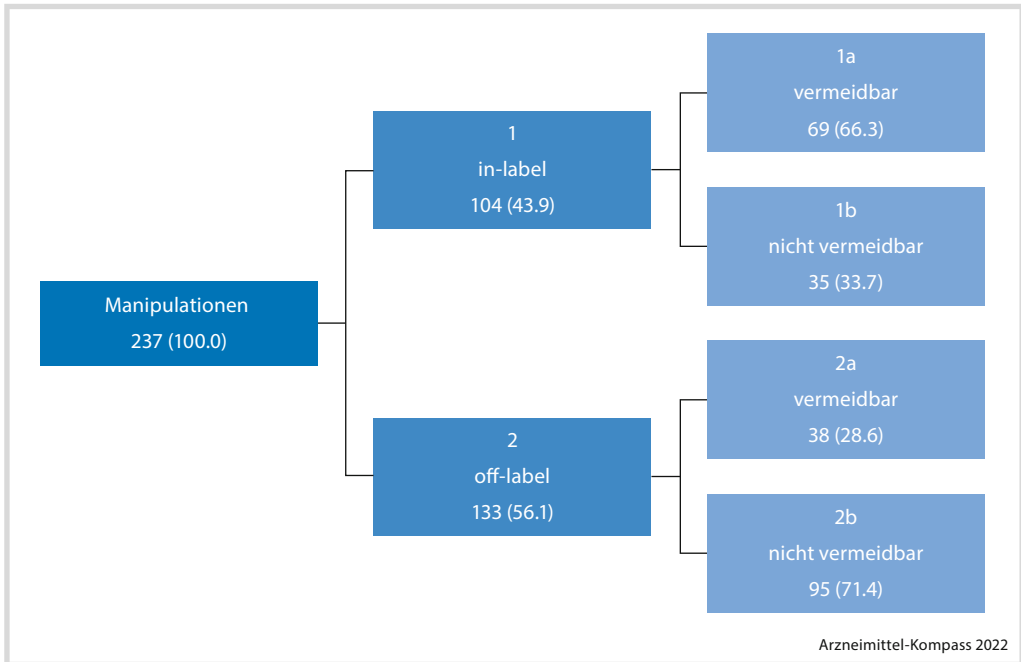 Manipulationen
237 (100.0)
1
in-label
104 (43.9)
2
off-label
133 (56.1)
1a
vermeidbar
69 (66.3)
1b
nicht vermeidbar
35 (33.7)
2a
vermeidbar
38 (28.6)
2b
nicht vermeidbar
95 (71.4)
Arzneimittel-Kompass 2022